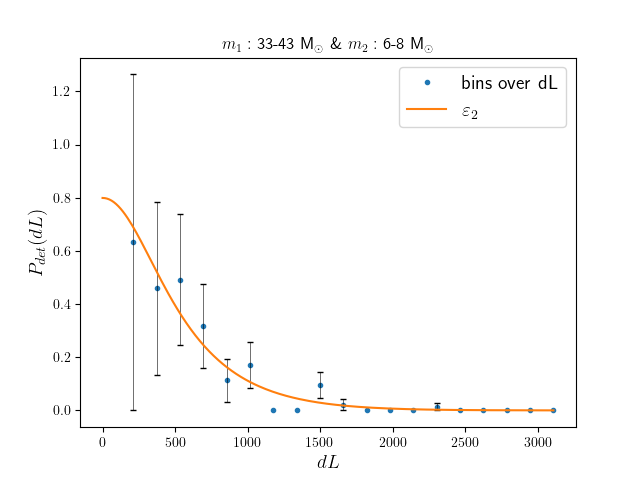 m₁ : 33-43 M⊙ & m₂ : 6-8 M⊙
bins over dL
ε₂
P_det(dL)
1.2
1.0
0.8
0.6
0.4
0.2
0.0
0 500 1000 1500 2000 2500 3000
dL